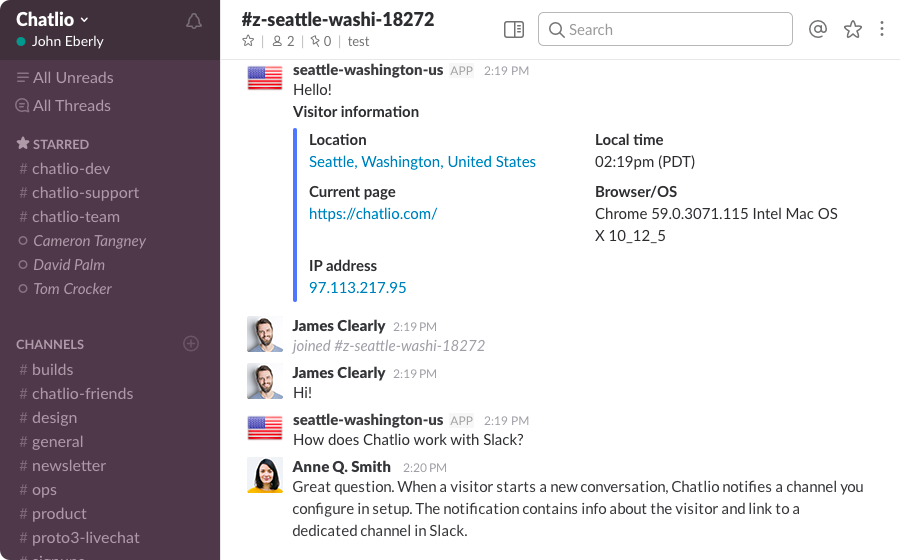 Chatlio
John Eberly
All Unreads
All Threads
STARRED
# chatlio-dev
# chatlio-support
# chatlio-team
Cameron Tangney
David Palm
Tom Crocker
CHANNELS
# builds
# chatlio-friends
# design
# general
# newsletter
# ops
# product
# proto3-livechat
#z-seattle-washi-18272
2 | 0 | test
Search
seattle-washington-us APP 2:19 PM
Hello!
Visitor information
Location
Seattle, Washington, United States
Local time
02:19pm (PDT)
Current page
https://chatlio.com/
Browser/OS
Chrome 59.0.3071.115 Intel Mac OS
X 10_12_5
IP address
97.113.217.95
James Clearly 2:19 PM
joined #z-seattle-washi-18272
James Clearly 2:19 PM
Hi!
seattle-washington-us APP 2:19 PM
How does Chatlio work with Slack?
Anne Q. Smith 2:20 PM
Great question. When a visitor starts a new conversation, Chatlio notifies a channel you
configure in setup. The notification contains info about the visitor and link to a
dedicated channel in Slack.